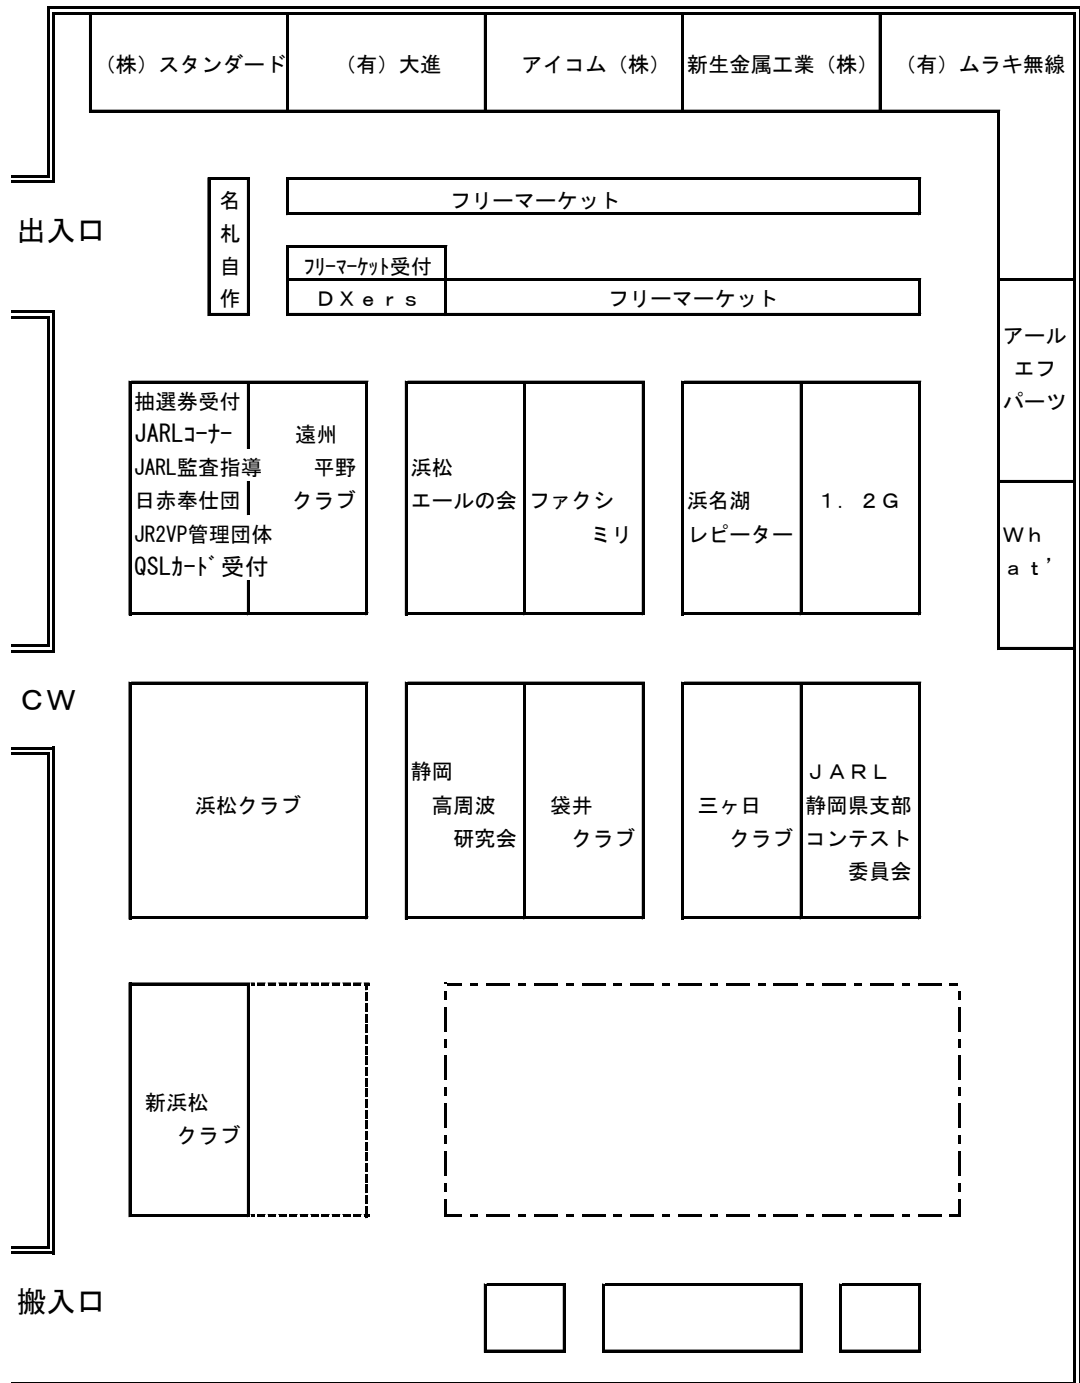 （株）スタンダード
（有）大進
アイコム（株）
新生金属工業（株）
（有）ムラキ無線
出入口
名
札
自
作
フリーマーケット
ﾌﾘｰﾏｰｹｯﾄ受付
ＤＸｅｒｓ
フリーマーケット
アール
エフ
パーツ
Ｗｈ
ａｔ’
抽選券受付
JARLｺｰﾅｰ
JARL監査指導
日赤奉仕団
JR2VP管理団体
QSLｶｰﾄﾞ受付
遠州
平野
クラブ
浜松
エールの会
ファクシ
ミリ
浜名湖
レピーター
１．２Ｇ
ＣＷ
浜松クラブ
静岡
高周波
研究会
袋井
クラブ
三ヶ日
クラブ
ＪＡＲＬ
静岡県支部
コンテスト
委員会
新浜松
クラブ
搬入口